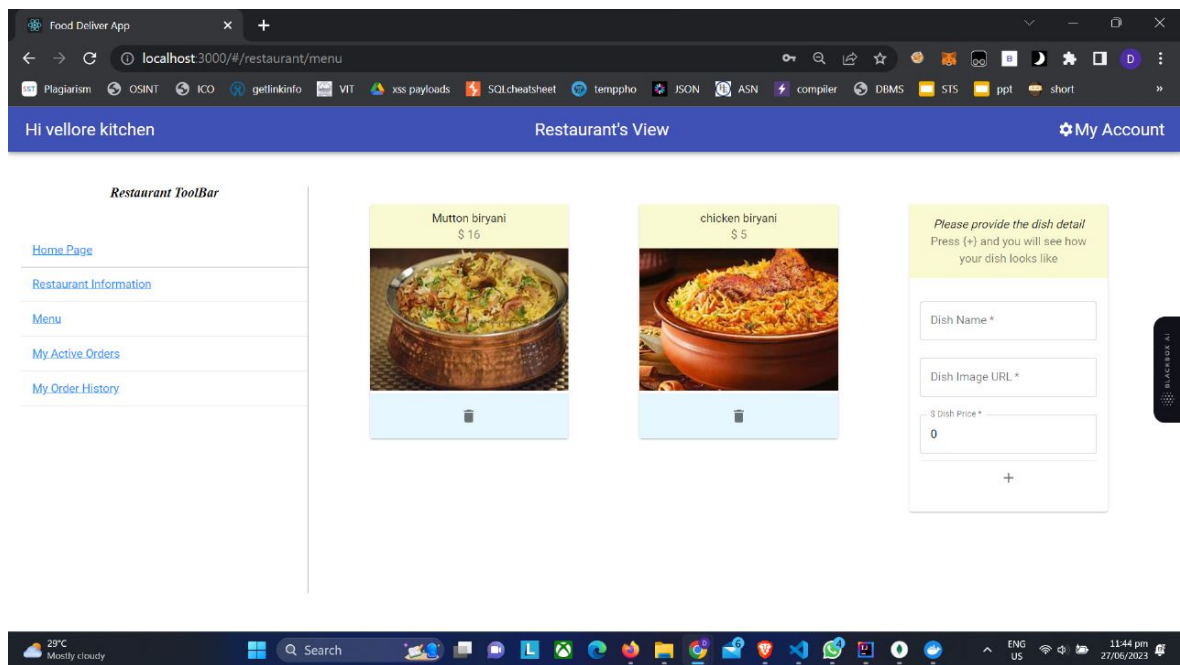 Food Deliver App
localhost:3000/#/restaurant/menu
Plagiarism OSINT ICO getlinkinfo VIT xss payloads SQLcheatsheet temppho JSON ASN compiler DBMS STS ppt short
Hi vellore kitchen Restaurant's View My Account
Restaurant ToolBar
Home Page
Restaurant Information
Menu
My Active Orders
My Order History
Mutton biryani
$ 16
chicken biryani
$ 5
Please provide the dish detail
Press (+) and you will see how
your dish looks like
Dish Name *
Dish Image URL *
$ Dish Price *
0
BLACKBOX AI
29°C
Mostly cloudy
Search
ENG
US
11:44 pm
27/06/2023